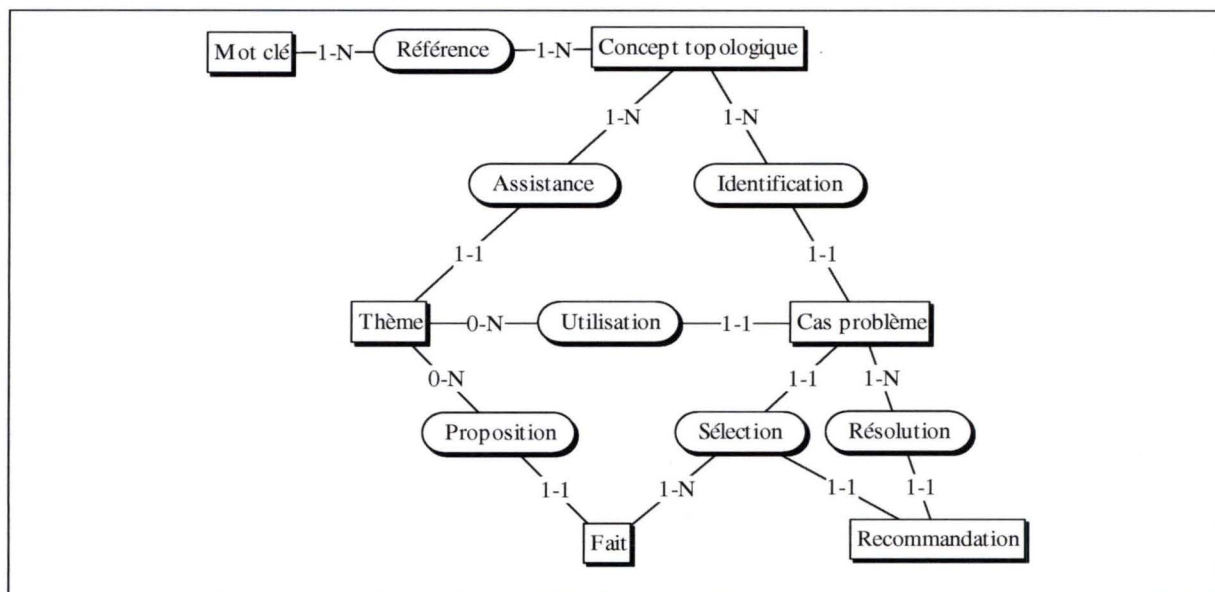 Mot clé 1-N Référence 1-N Concept topologique
1-N 1-N
Assistance Identification
1-1 1-1
Thème 0-N Utilisation 1-1 Cas problème
0-N 1-1 1-N
Proposition Sélection Résolution
1-1 1-N 1-1 1-1
Fait Recommandation